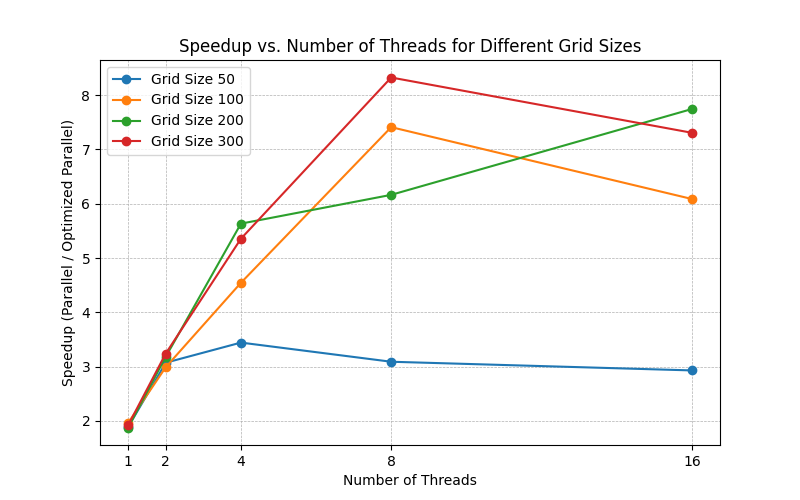 Speedup vs. Number of Threads for Different Grid Sizes
Grid Size 50
Grid Size 100
Grid Size 200
Grid Size 300
Speedup (Parallel / Optimized Parallel)
8
7
6
5
4
3
2
1 2 4 8 16
Number of Threads